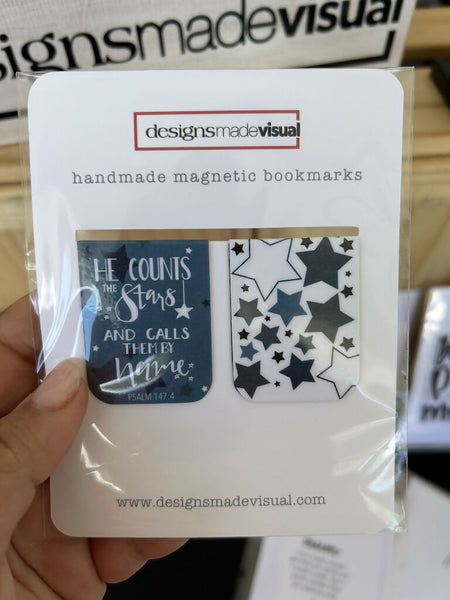 signsmadevisual
designsmadevisual
handmade magnetic bookmarks
HE COUNTS
THE Stars
AND CALLS
THEM BY
Name
PSALM 147:4
www.designsmadevisual.com